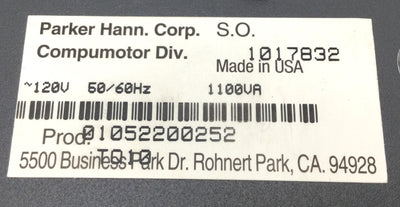 Parker Hann. Corp. S.O.
Compumotor Div. 1017832
Made in USA
~120V 50/60Hz 1100VA
Prod. 01052200252
TQ10
5500 Business Park Dr. Rohnert Park, CA. 94928